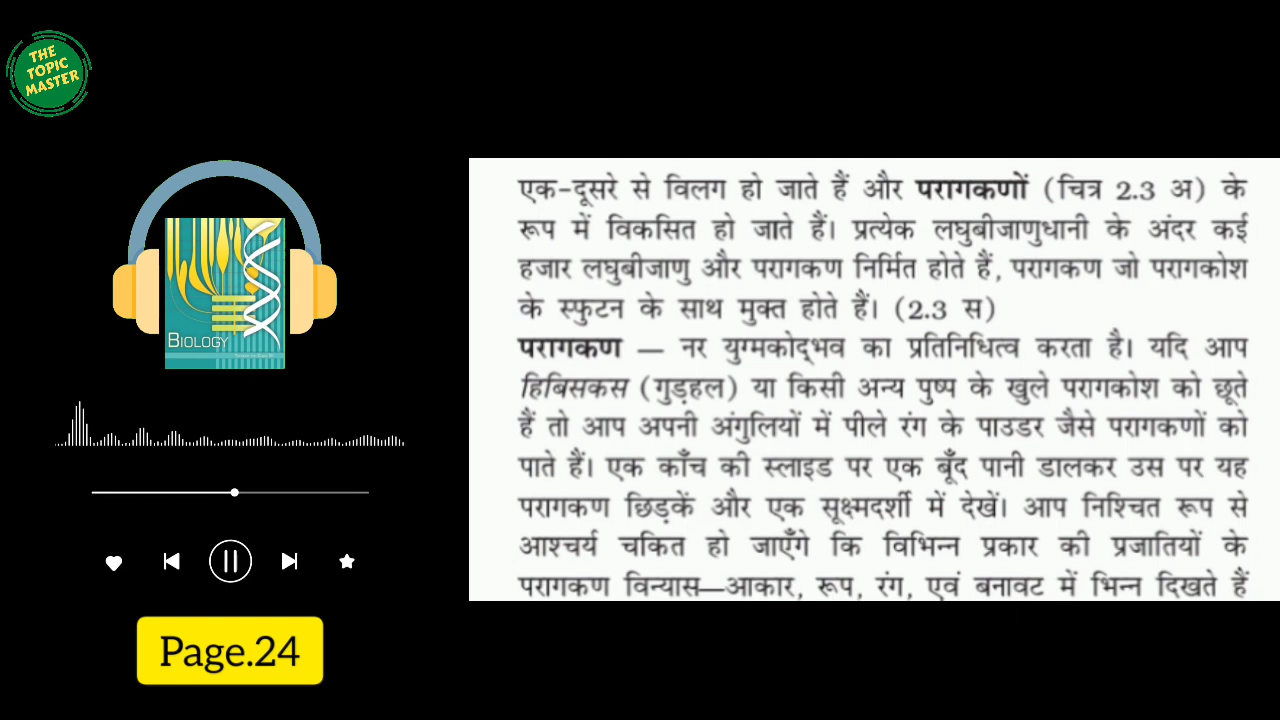 THE
TOPIC
MASTER
BIOLOGY
Page.24
एक-दूसरे से विलग हो जाते हैं और परागकणों (चित्र 2.3 अ) के
रूप में विकसित हो जाते हैं। प्रत्येक लघुबीजाणुधानी के अंदर कई
हजार लघुबीजाणु और परागकण निर्मित होते हैं, परागकण जो परागकोश
के स्फुटन के साथ मुक्त होते हैं। (2.3 स)
परागकण — नर युग्मकोद्भव का प्रतिनिधित्व करता है। यदि आप
हिबिसकस (गुड़हल) या किसी अन्य पुष्प के खुले परागकोश को छूते
हैं तो आप अपनी अंगुलियों में पीले रंग के पाउडर जैसे परागकणों को
पाते हैं। एक काँच की स्लाइड पर एक बूँद पानी डालकर उस पर यह
परागकण छिड़कें और एक सूक्ष्मदर्शी में देखें। आप निश्चित रूप से
आश्चर्य चकित हो जाएँगे कि विभिन्न प्रकार की प्रजातियों के
परागकण विन्यास—आकार, रूप, रंग, एवं बनावट में भिन्न दिखते हैं